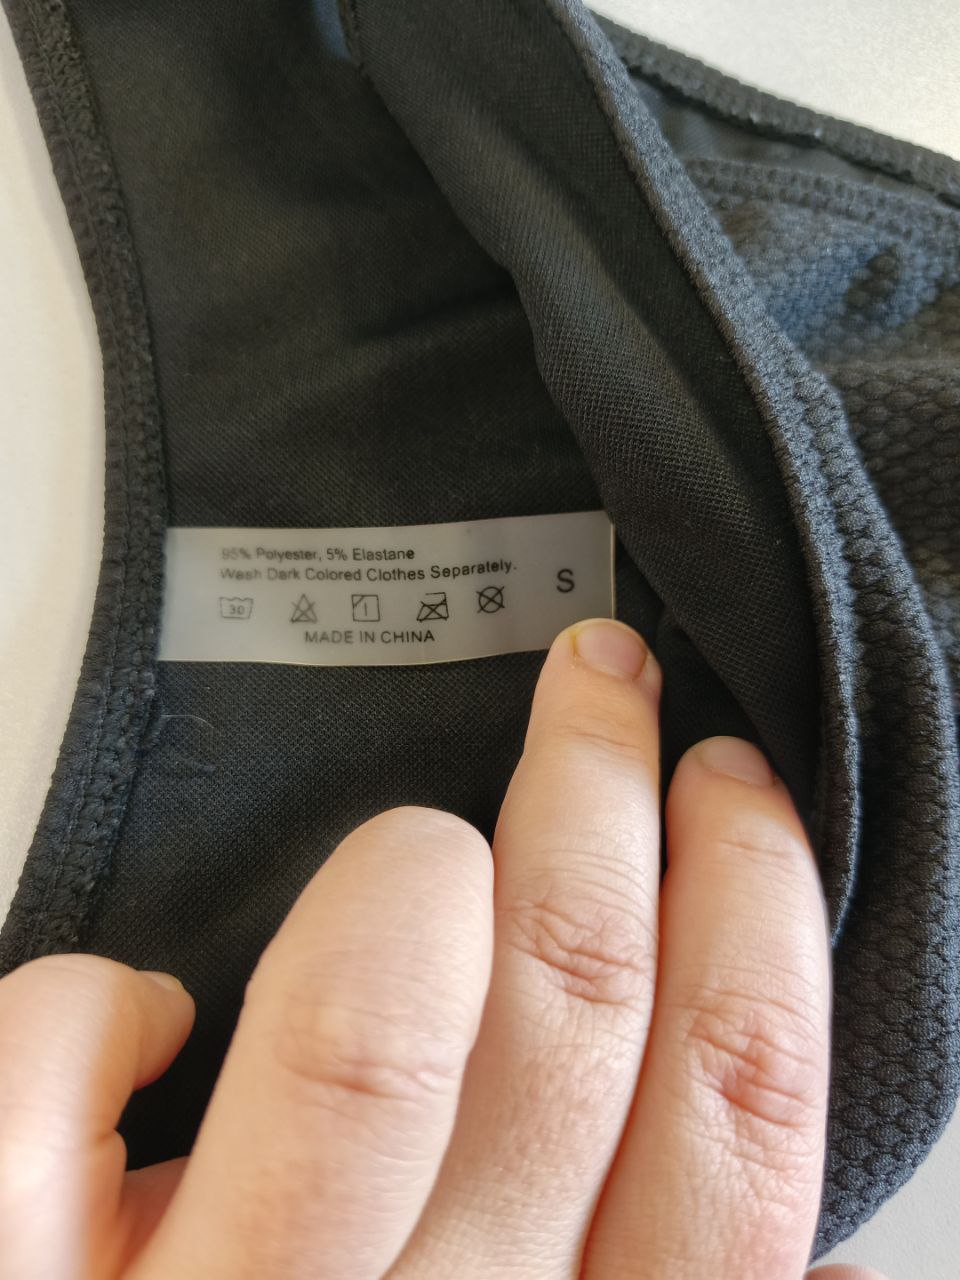 95% Polyester, 5% Elastane
Wash Dark Colored Clothes Separately.
30
S
MADE IN CHINA